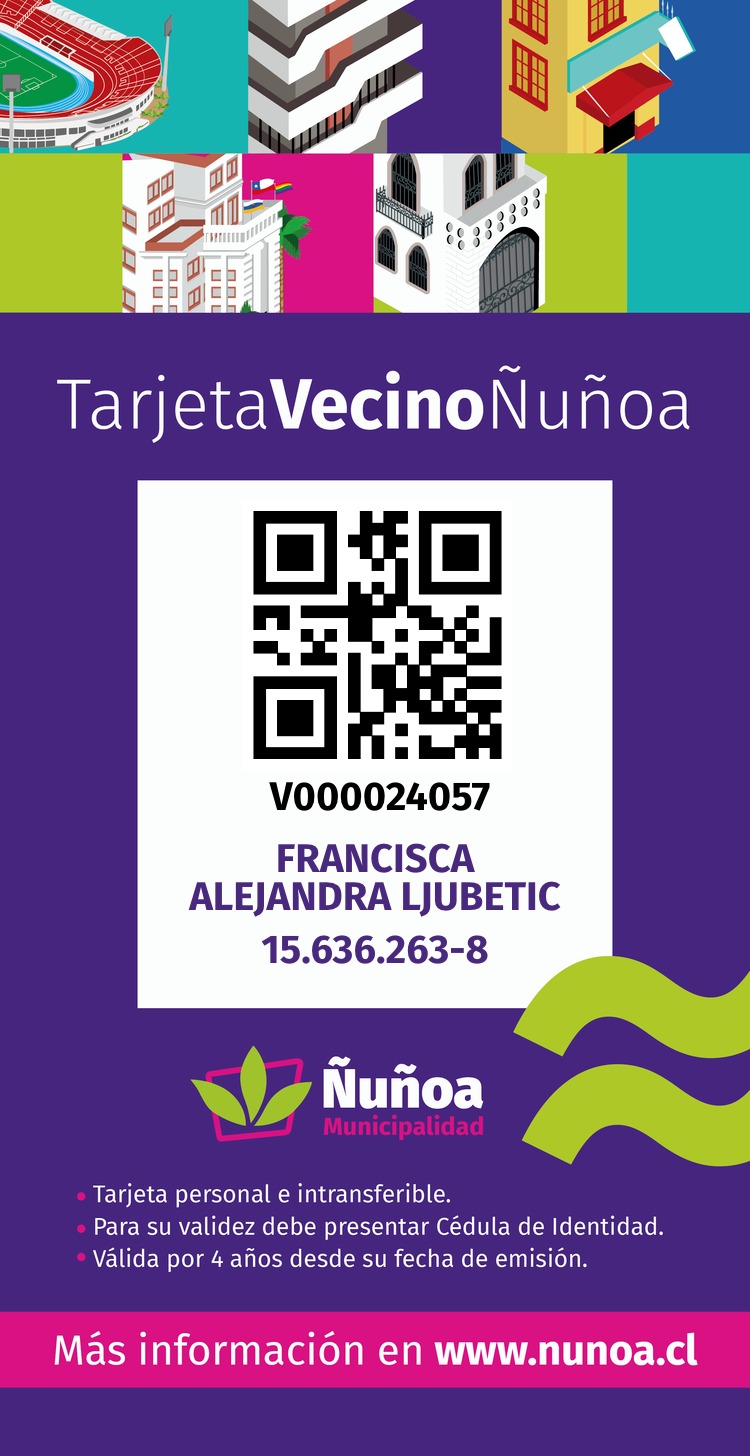 TarjetaVecinoÑuñoa
V000024057
FRANCISCA
ALEJANDRA LJUBETIC
15.636.263-8
Ñuñoa
Municipalidad
• Tarjeta personal e intransferible.
• Para su validez debe presentar Cédula de Identidad.
• Válida por 4 años desde su fecha de emisión.
Más información en www.nunoa.cl